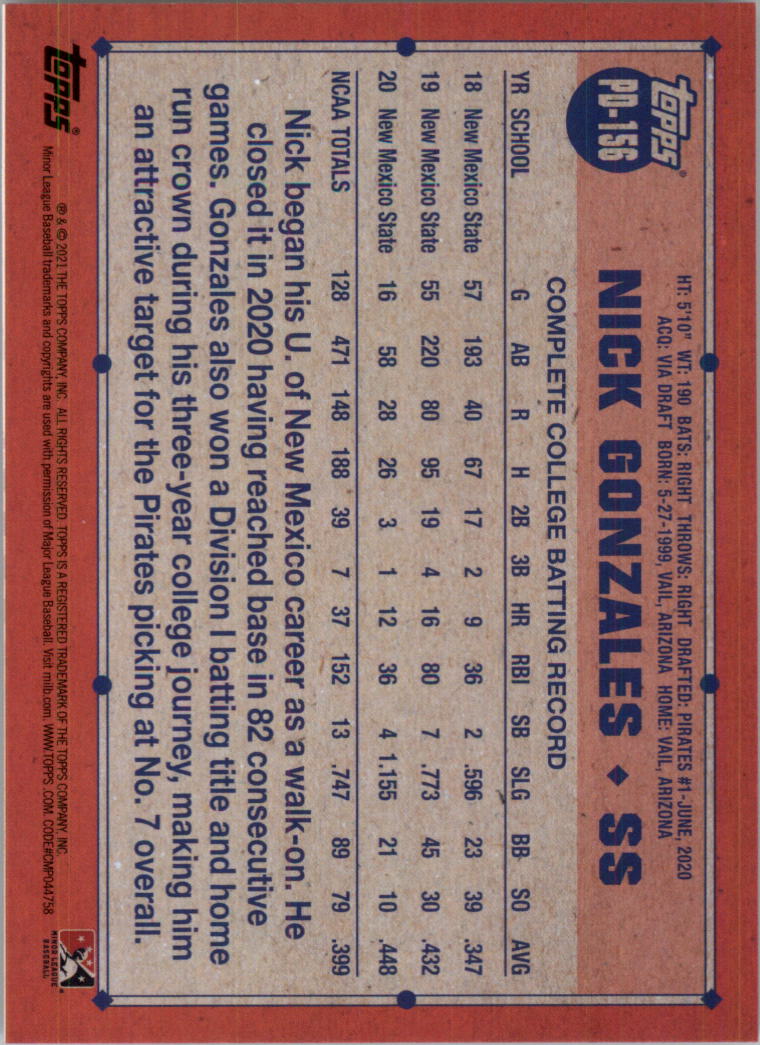 topps®
PD-156
HT: 5'10" WT: 190 BATS: RIGHT THROWS: RIGHT DRAFTED: PIRATES #1-JUNE, 2020
ACQ: VIA DRAFT BORN: 5-27-1999, VAIL, ARIZONA HOME: VAIL, ARIZONA
NICK GONZALES ♦ SS
COMPLETE COLLEGE BATTING RECORD
YR SCHOOL G AB R H 2B 3B HR RBI SB SLG BB SO AVG
18 New Mexico State 57 193 40 67 17 2 9 36 2 .596 23 39 .347
19 New Mexico State 55 220 80 95 19 4 16 80 7 .773 45 30 .432
20 New Mexico State 16 58 28 26 3 1 12 36 4 1.155 21 10 .448
NCAA TOTALS 128 471 148 188 39 7 37 152 13 .747 89 79 .399
Nick began his U. of New Mexico career as a walk-on. He
closed it in 2020 having reached base in 82 consecutive
games. Gonzales also won a Division I batting title and home
run crown during his three-year college journey, making him
an attractive target for the Pirates picking at No. 7 overall.
topps®
® & © 2021 THE TOPPS COMPANY, INC. ALL RIGHTS RESERVED. TOPPS IS A REGISTERED TRADEMARK OF THE TOPPS COMPANY, INC.
Minor League Baseball trademarks and copyrights are used with permission of Major League Baseball. Visit milb.com. WWW.TOPPS.COM. CODE#CMP044758
MINOR LEAGUE
BASEBALL